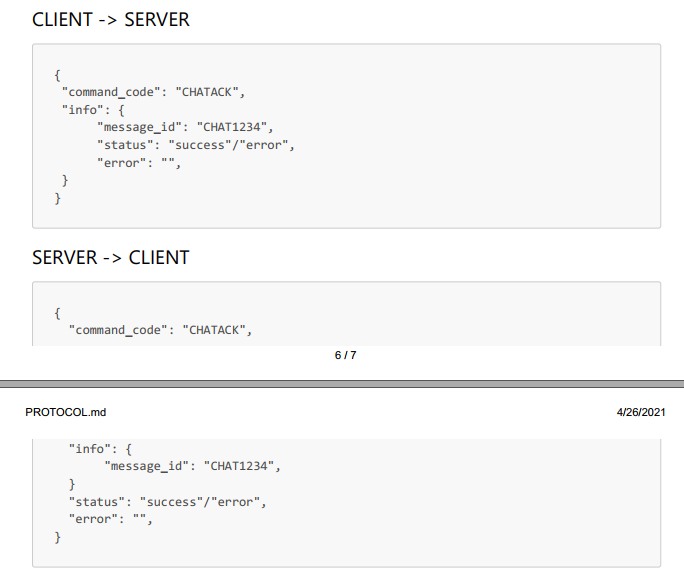 CLIENT -> SERVER
{
"command_code": "CHATACK",
"info": {
"message_id": "CHAT1234",
"status": "success"/"error",
"error": "",
}
}
SERVER -> CLIENT
{
"command_code": "CHATACK",
6 / 7
PROTOCOL.md 4/26/2021
"info": {
"message_id": "CHAT1234",
}
"status": "success"/"error",
"error": "",
}